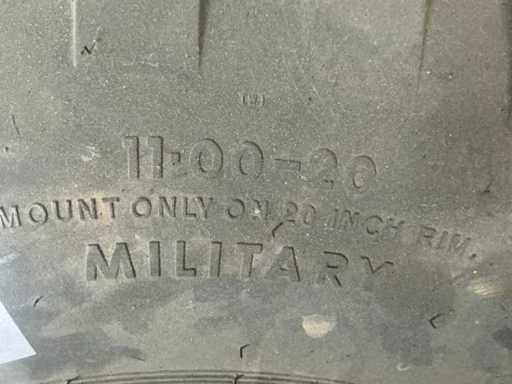 11·00-20
MOUNT ONLY ON 20 INCH RIM.
MILITARY